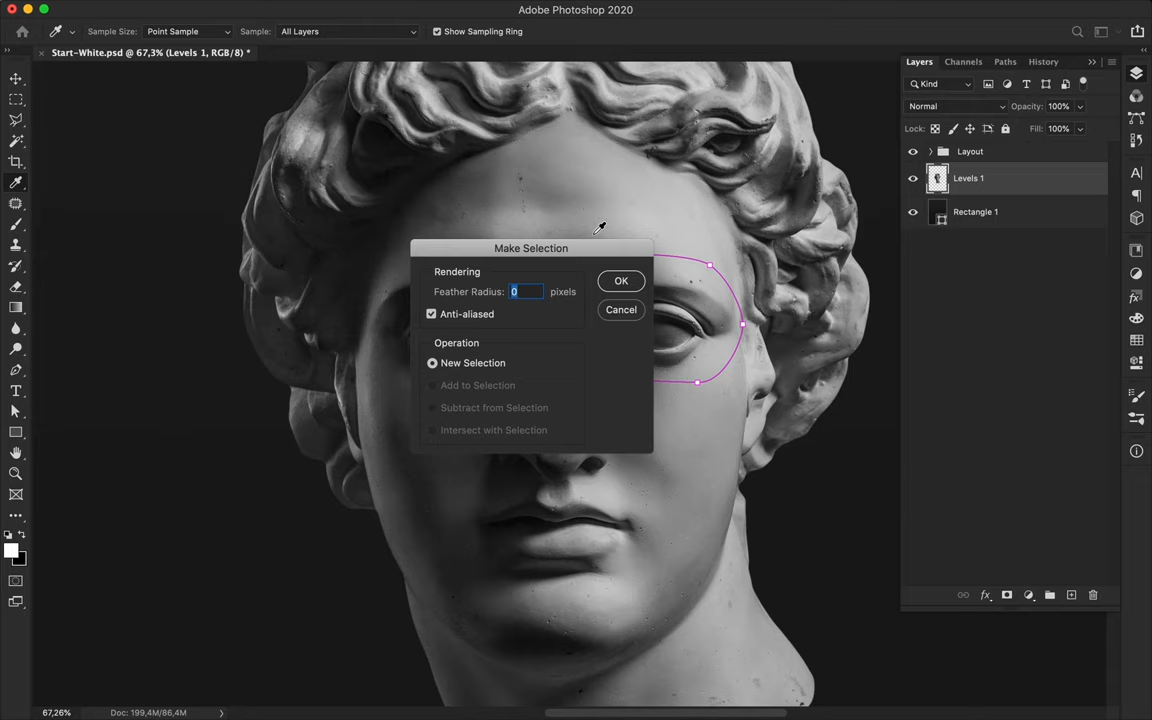 Adobe Photoshop 2020
Sample Size: Point Sample Sample: All Layers Show Sampling Ring
Start-White.psd @ 67,3% (Levels 1, RGB/8) *
Layers Channels Paths History
Kind
Normal Opacity: 100%
Lock: Fill: 100%
Layout
Levels 1
Rectangle 1
Make Selection
Rendering
Feather Radius: 0 pixels
Anti-aliased
OK
Cancel
Operation
New Selection
Add to Selection
Subtract from Selection
Intersect with Selection
67,26% Doc: 199,4M/86,4M